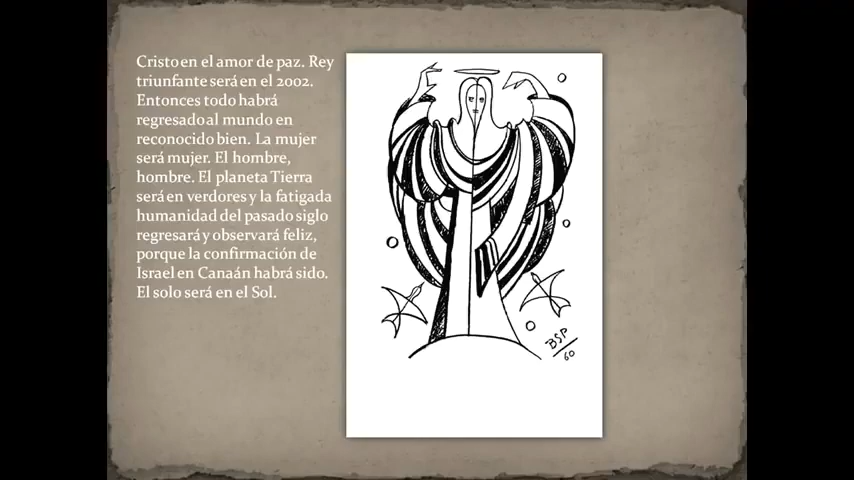 Cristo en el amor de paz. Rey
triunfante será en el 2002.
Entonces todo habrá
regresado al mundo en
reconocido bien. La mujer
será mujer. El hombre,
hombre. El planeta Tierra
será en verdores y la fatigada
humanidad del pasado siglo
regresará y observará feliz,
porque la confirmación de
Israel en Canaán habrá sido.
El solo será en el Sol.
BSP
60